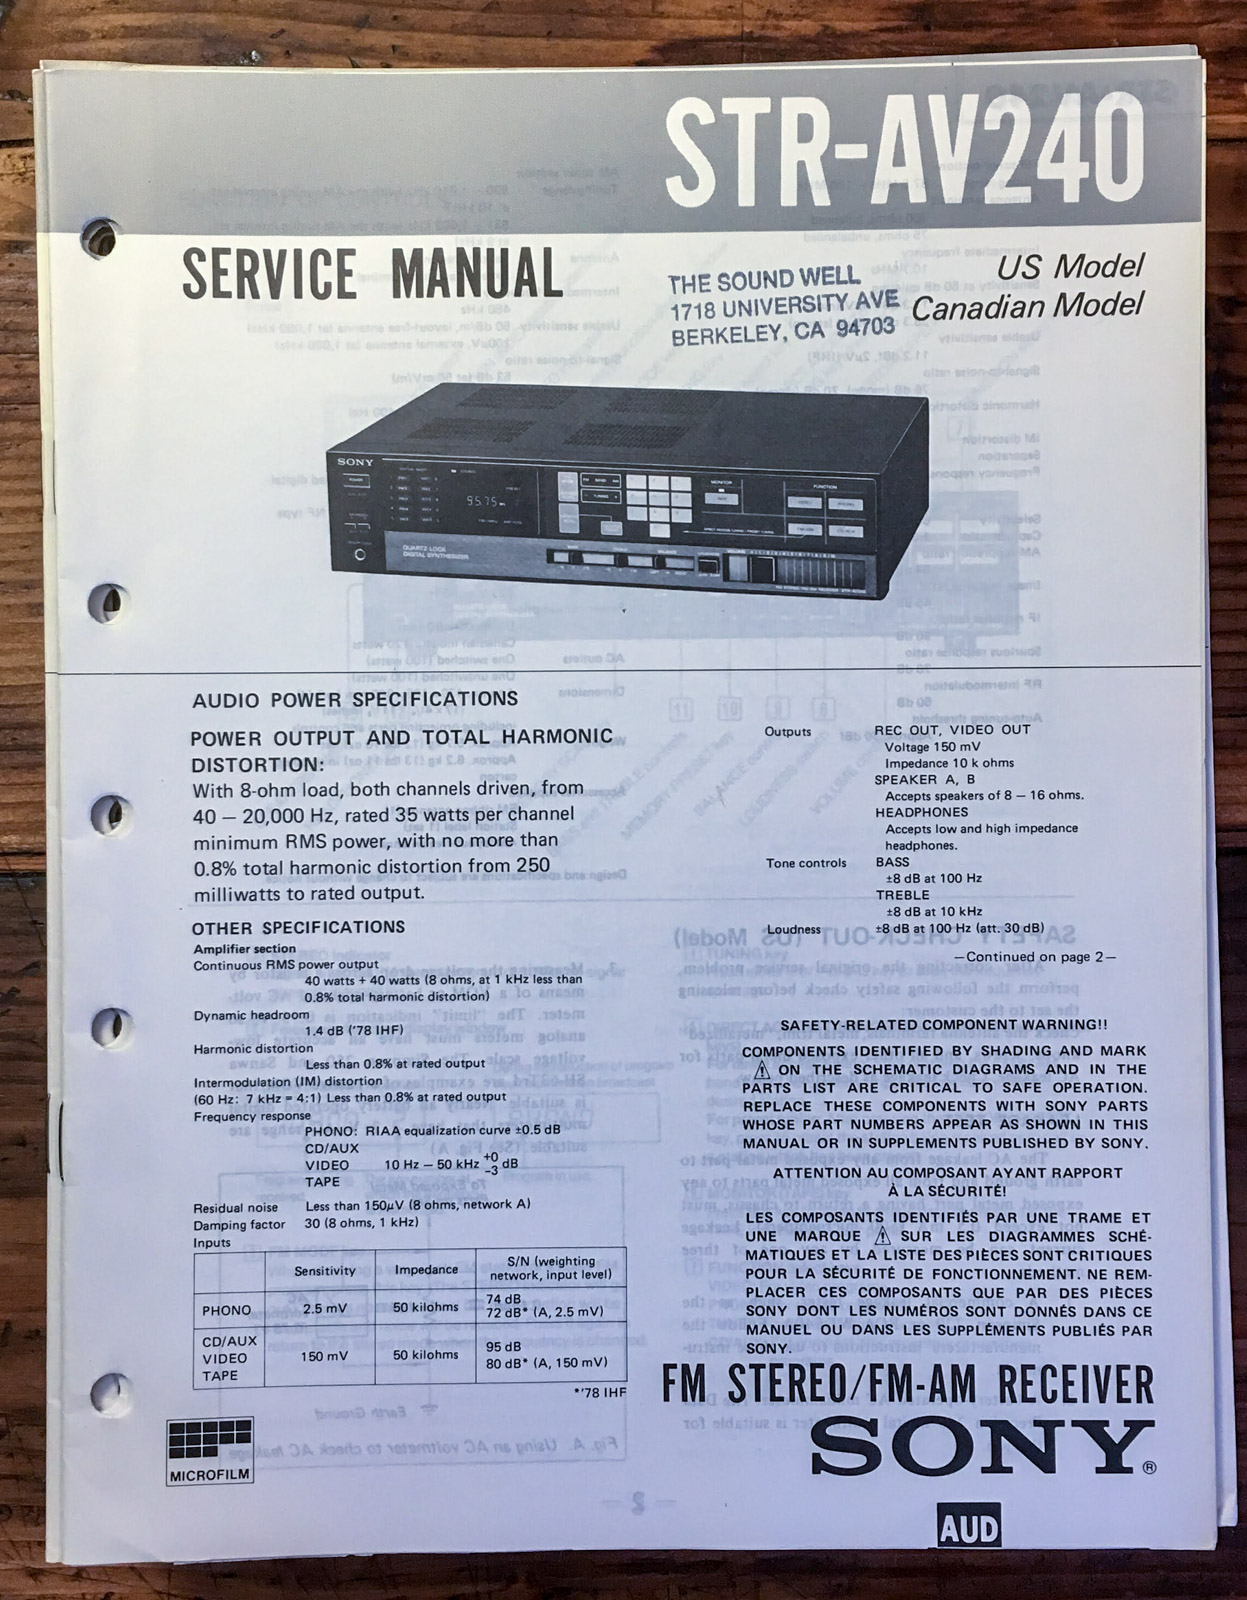 STR-AV240
SERVICE MANUAL
THE SOUND WELL
1718 UNIVERSITY AVE
BERKELEY, CA 94703
US Model
Canadian Model
SONY
POWER
95.75
MONITOR
FUNCTION
QUARTZ LOCK
DIGITAL SYNTHESIZER
AUDIO POWER SPECIFICATIONS
POWER OUTPUT AND TOTAL HARMONIC
DISTORTION:
With 8-ohm load, both channels driven, from
40 – 20,000 Hz, rated 35 watts per channel
minimum RMS power, with no more than
0.8% total harmonic distortion from 250
milliwatts to rated output.
OTHER SPECIFICATIONS
Amplifier section
Continuous RMS power output
40 watts + 40 watts (8 ohms, at 1 kHz less than
0.8% total harmonic distortion)
Dynamic headroom
1.4 dB ('78 IHF)
Harmonic distortion
Less than 0.8% at rated output
Intermodulation (IM) distortion
(60 Hz: 7 kHz = 4:1) Less than 0.8% at rated output
Frequency response
PHONO: RIAA equalization curve ±0.5 dB
CD/AUX
VIDEO 10 Hz – 50 kHz +0 -3 dB
TAPE
Residual noise Less than 150µV (8 ohms, network A)
Damping factor 30 (8 ohms, 1 kHz)
Inputs
Sensitivity Impedance S/N (weighting
network, input level)
PHONO 2.5 mV 50 kilohms 74 dB
72 dB* (A, 2.5 mV)
CD/AUX
VIDEO
TAPE
150 mV 50 kilohms 95 dB
80 dB* (A, 150 mV)
*'78 IHF
MICROFILM
Outputs REC OUT, VIDEO OUT
Voltage 150 mV
Impedance 10 k ohms
SPEAKER A, B
Accepts speakers of 8 – 16 ohms.
HEADPHONES
Accepts low and high impedance
headphones.
Tone controls BASS
±8 dB at 100 Hz
TREBLE
±8 dB at 10 kHz
Loudness ±8 dB at 100 Hz (att. 30 dB)
—Continued on page 2—
SAFETY-RELATED COMPONENT WARNING!!
COMPONENTS IDENTIFIED BY SHADING AND MARK
⚠ ON THE SCHEMATIC DIAGRAMS AND IN THE
PARTS LIST ARE CRITICAL TO SAFE OPERATION.
REPLACE THESE COMPONENTS WITH SONY PARTS
WHOSE PART NUMBERS APPEAR AS SHOWN IN THIS
MANUAL OR IN SUPPLEMENTS PUBLISHED BY SONY.
ATTENTION AU COMPOSANT AYANT RAPPORT
À LA SÉCURITÉ!
LES COMPOSANTS IDENTIFIÉS PAR UNE TRAME ET
UNE MARQUE ⚠ SUR LES DIAGRAMMES SCHÉ-
MATIQUES ET LA LISTE DES PIÈCES SONT CRITIQUES
POUR LA SÉCURITÉ DE FONCTIONNEMENT. NE REM-
PLACER CES COMPOSANTS QUE PAR DES PIÈCES
SONY DONT LES NUMÉROS SONT DONNÉS DANS CE
MANUEL OU DANS LES SUPPLÉMENTS PUBLIÉS PAR
SONY.
FM STEREO/FM-AM RECEIVER
SONY®
AUD